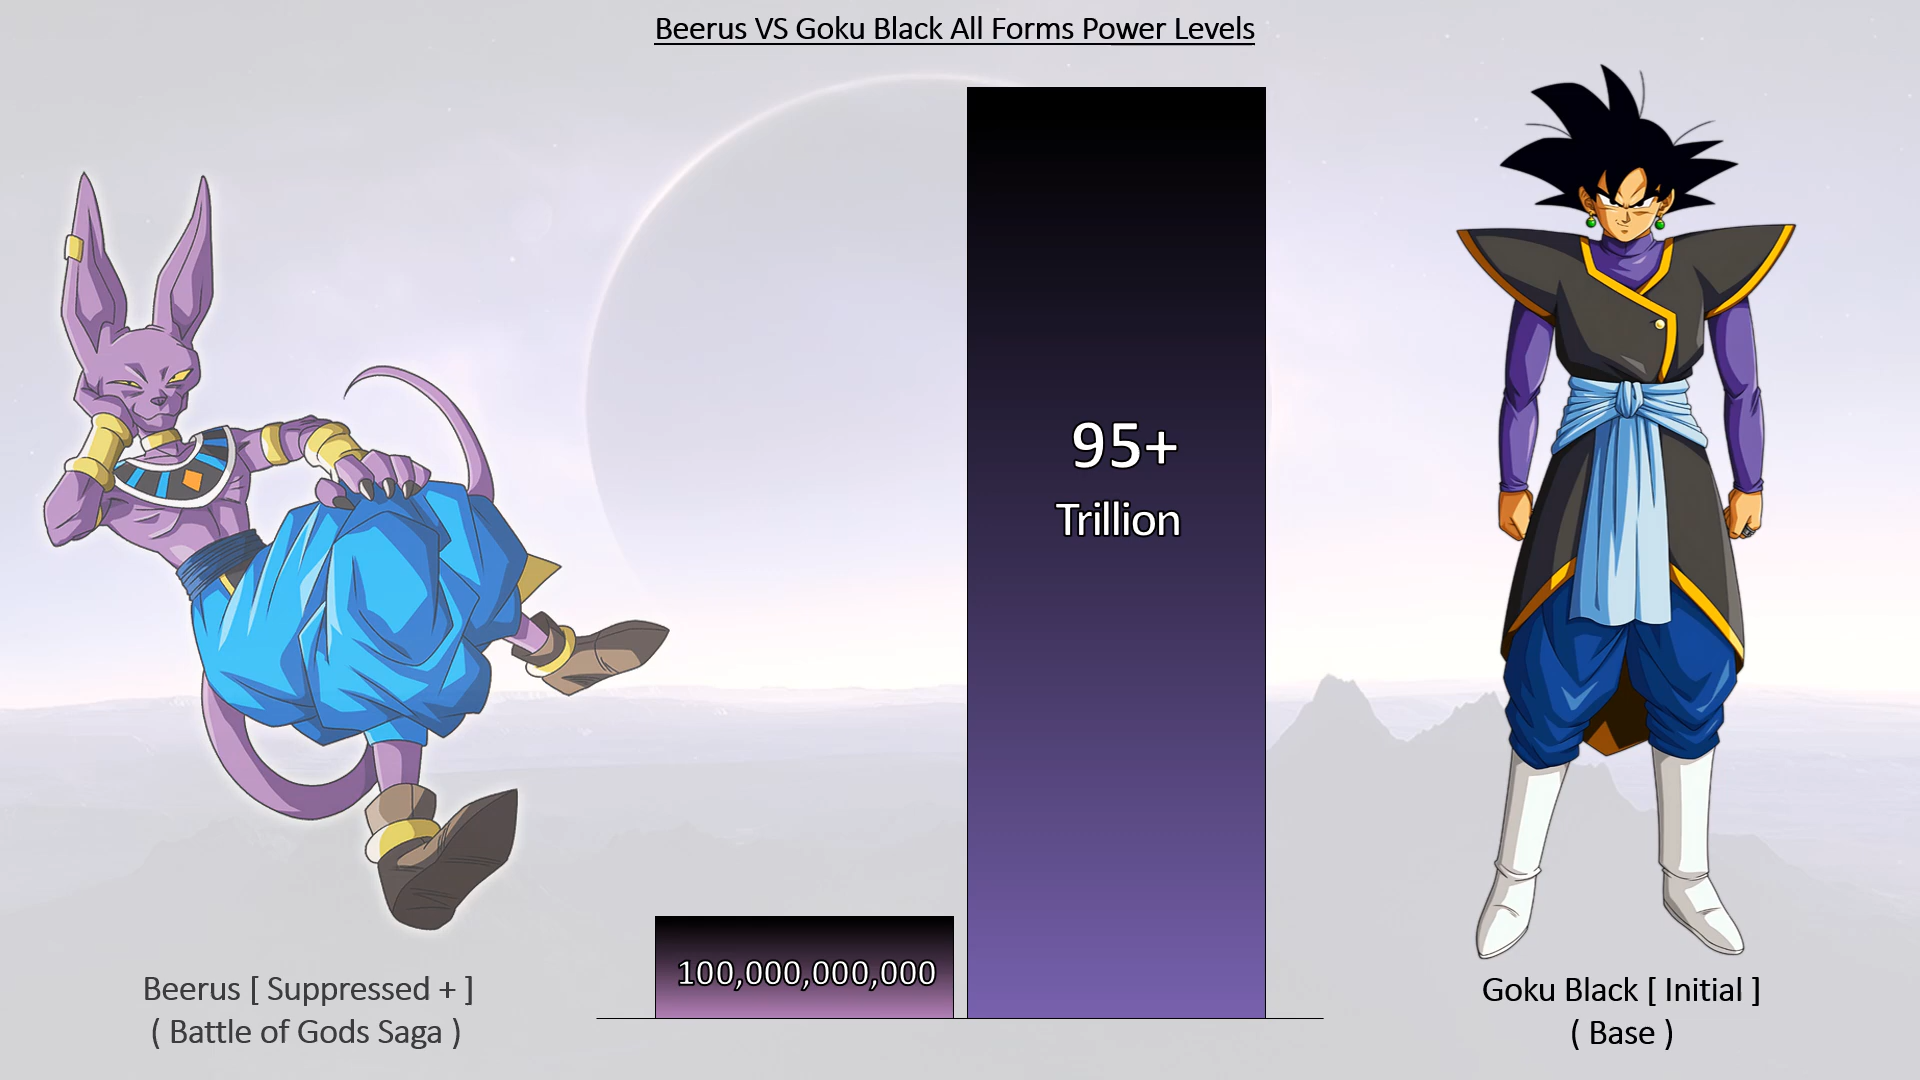 Beerus VS Goku Black All Forms Power Levels
95+
Trillion
100,000,000,000
Beerus [ Suppressed + ]
( Battle of Gods Saga )
Goku Black [ Initial ]
( Base )